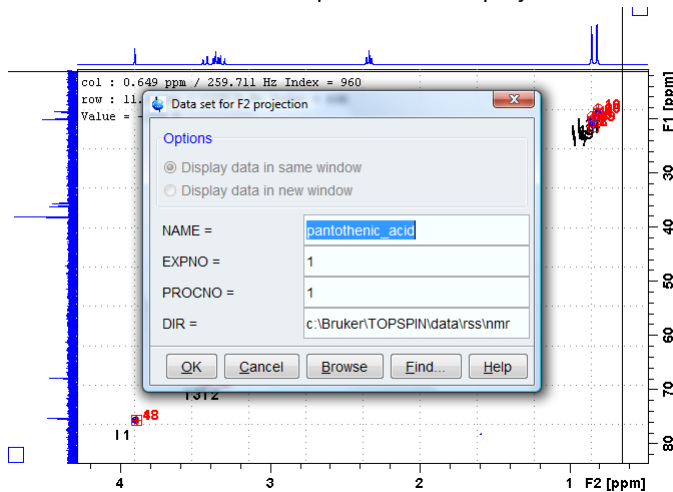 col : 0.649 ppm / 259.711 Hz Index = 960
row : 11.
Value = -
Data set for F2 projection
Options
Display data in same window
Display data in new window
NAME =
pantothenic_acid
EXPNO =
1
PROCNO =
1
DIR =
c:\Bruker\TOPSPIN\data\rss\nmr
OK Cancel Browse Find... Help
48
I1
F1 [ppm]
30
40
50
60
70
80
4 3 2 1 F2 [ppm]